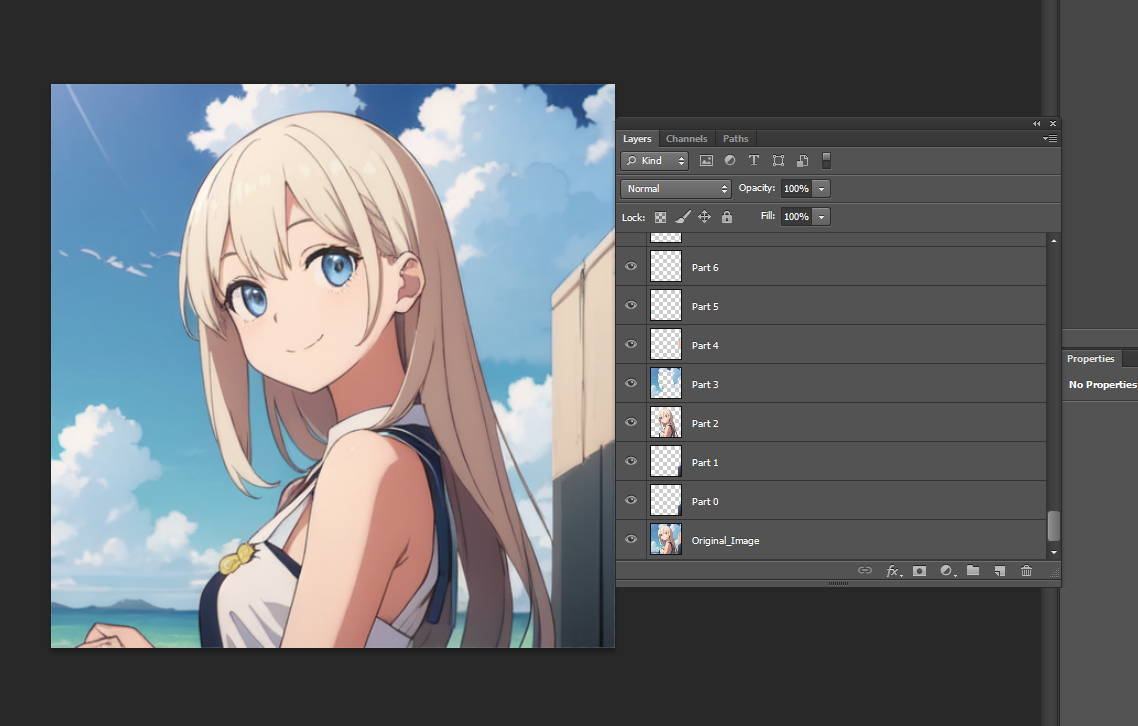 Layers Channels Paths
Kind
Normal Opacity: 100%
Lock: Fill: 100%
Part 6
Part 5
Part 4
Part 3
Part 2
Part 1
Part 0
Original_Image
fx
Properties
No Properties